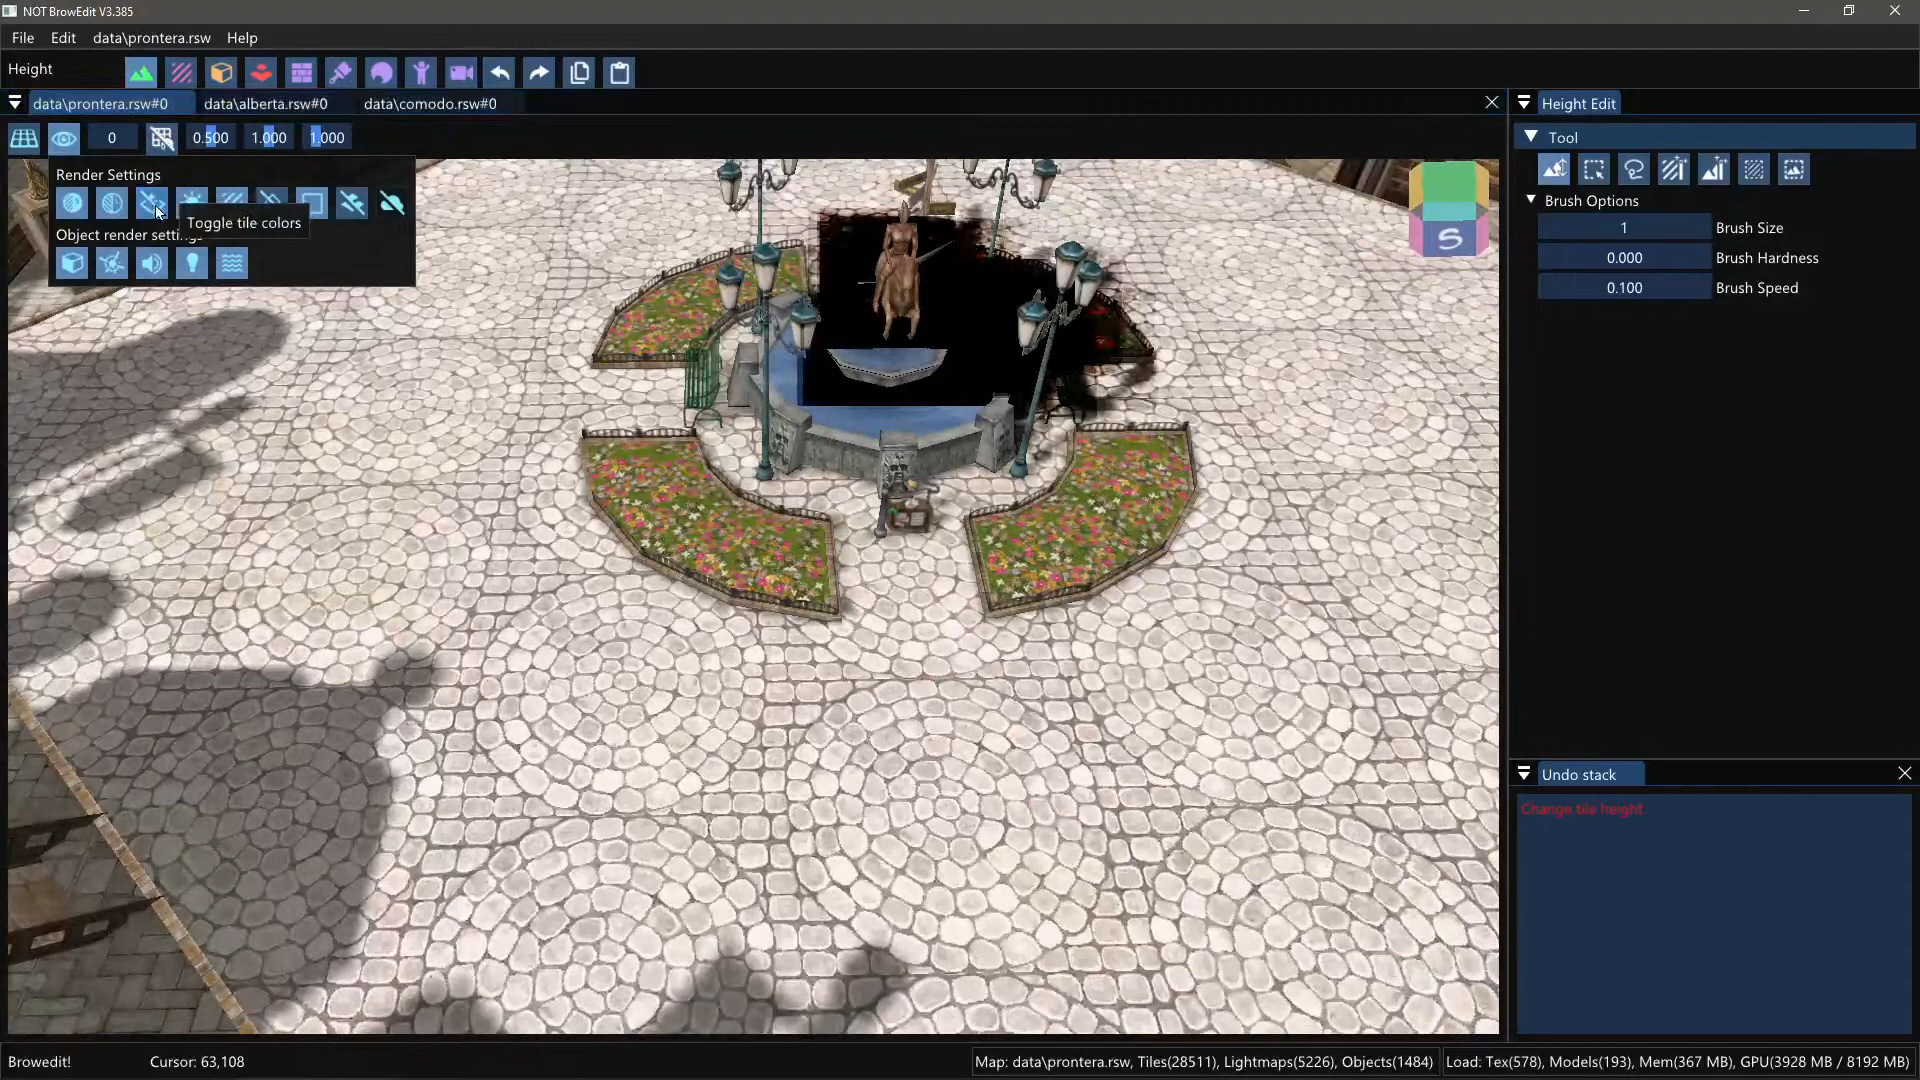 NOT BrowEdit V3.385
File Edit data\prontera.rsw Help
Height
data\prontera.rsw#0 data\alberta.rsw#0 data\comodo.rsw#0
0 0.500 1.000 1.000
Render Settings
Toggle tile colors
S
Height Edit
Tool
Brush Options
1 Brush Size
0.000 Brush Hardness
0.100 Brush Speed
Undo stack
Change tile height
Browedit! Cursor: 63,108 Map: data\prontera.rsw, Tiles(28511), Lightmaps(5226), Objects(1484) Load: Tex(578), Models(193), Mem(367 MB), GPU(3928 MB / 8192 MB)
Object render